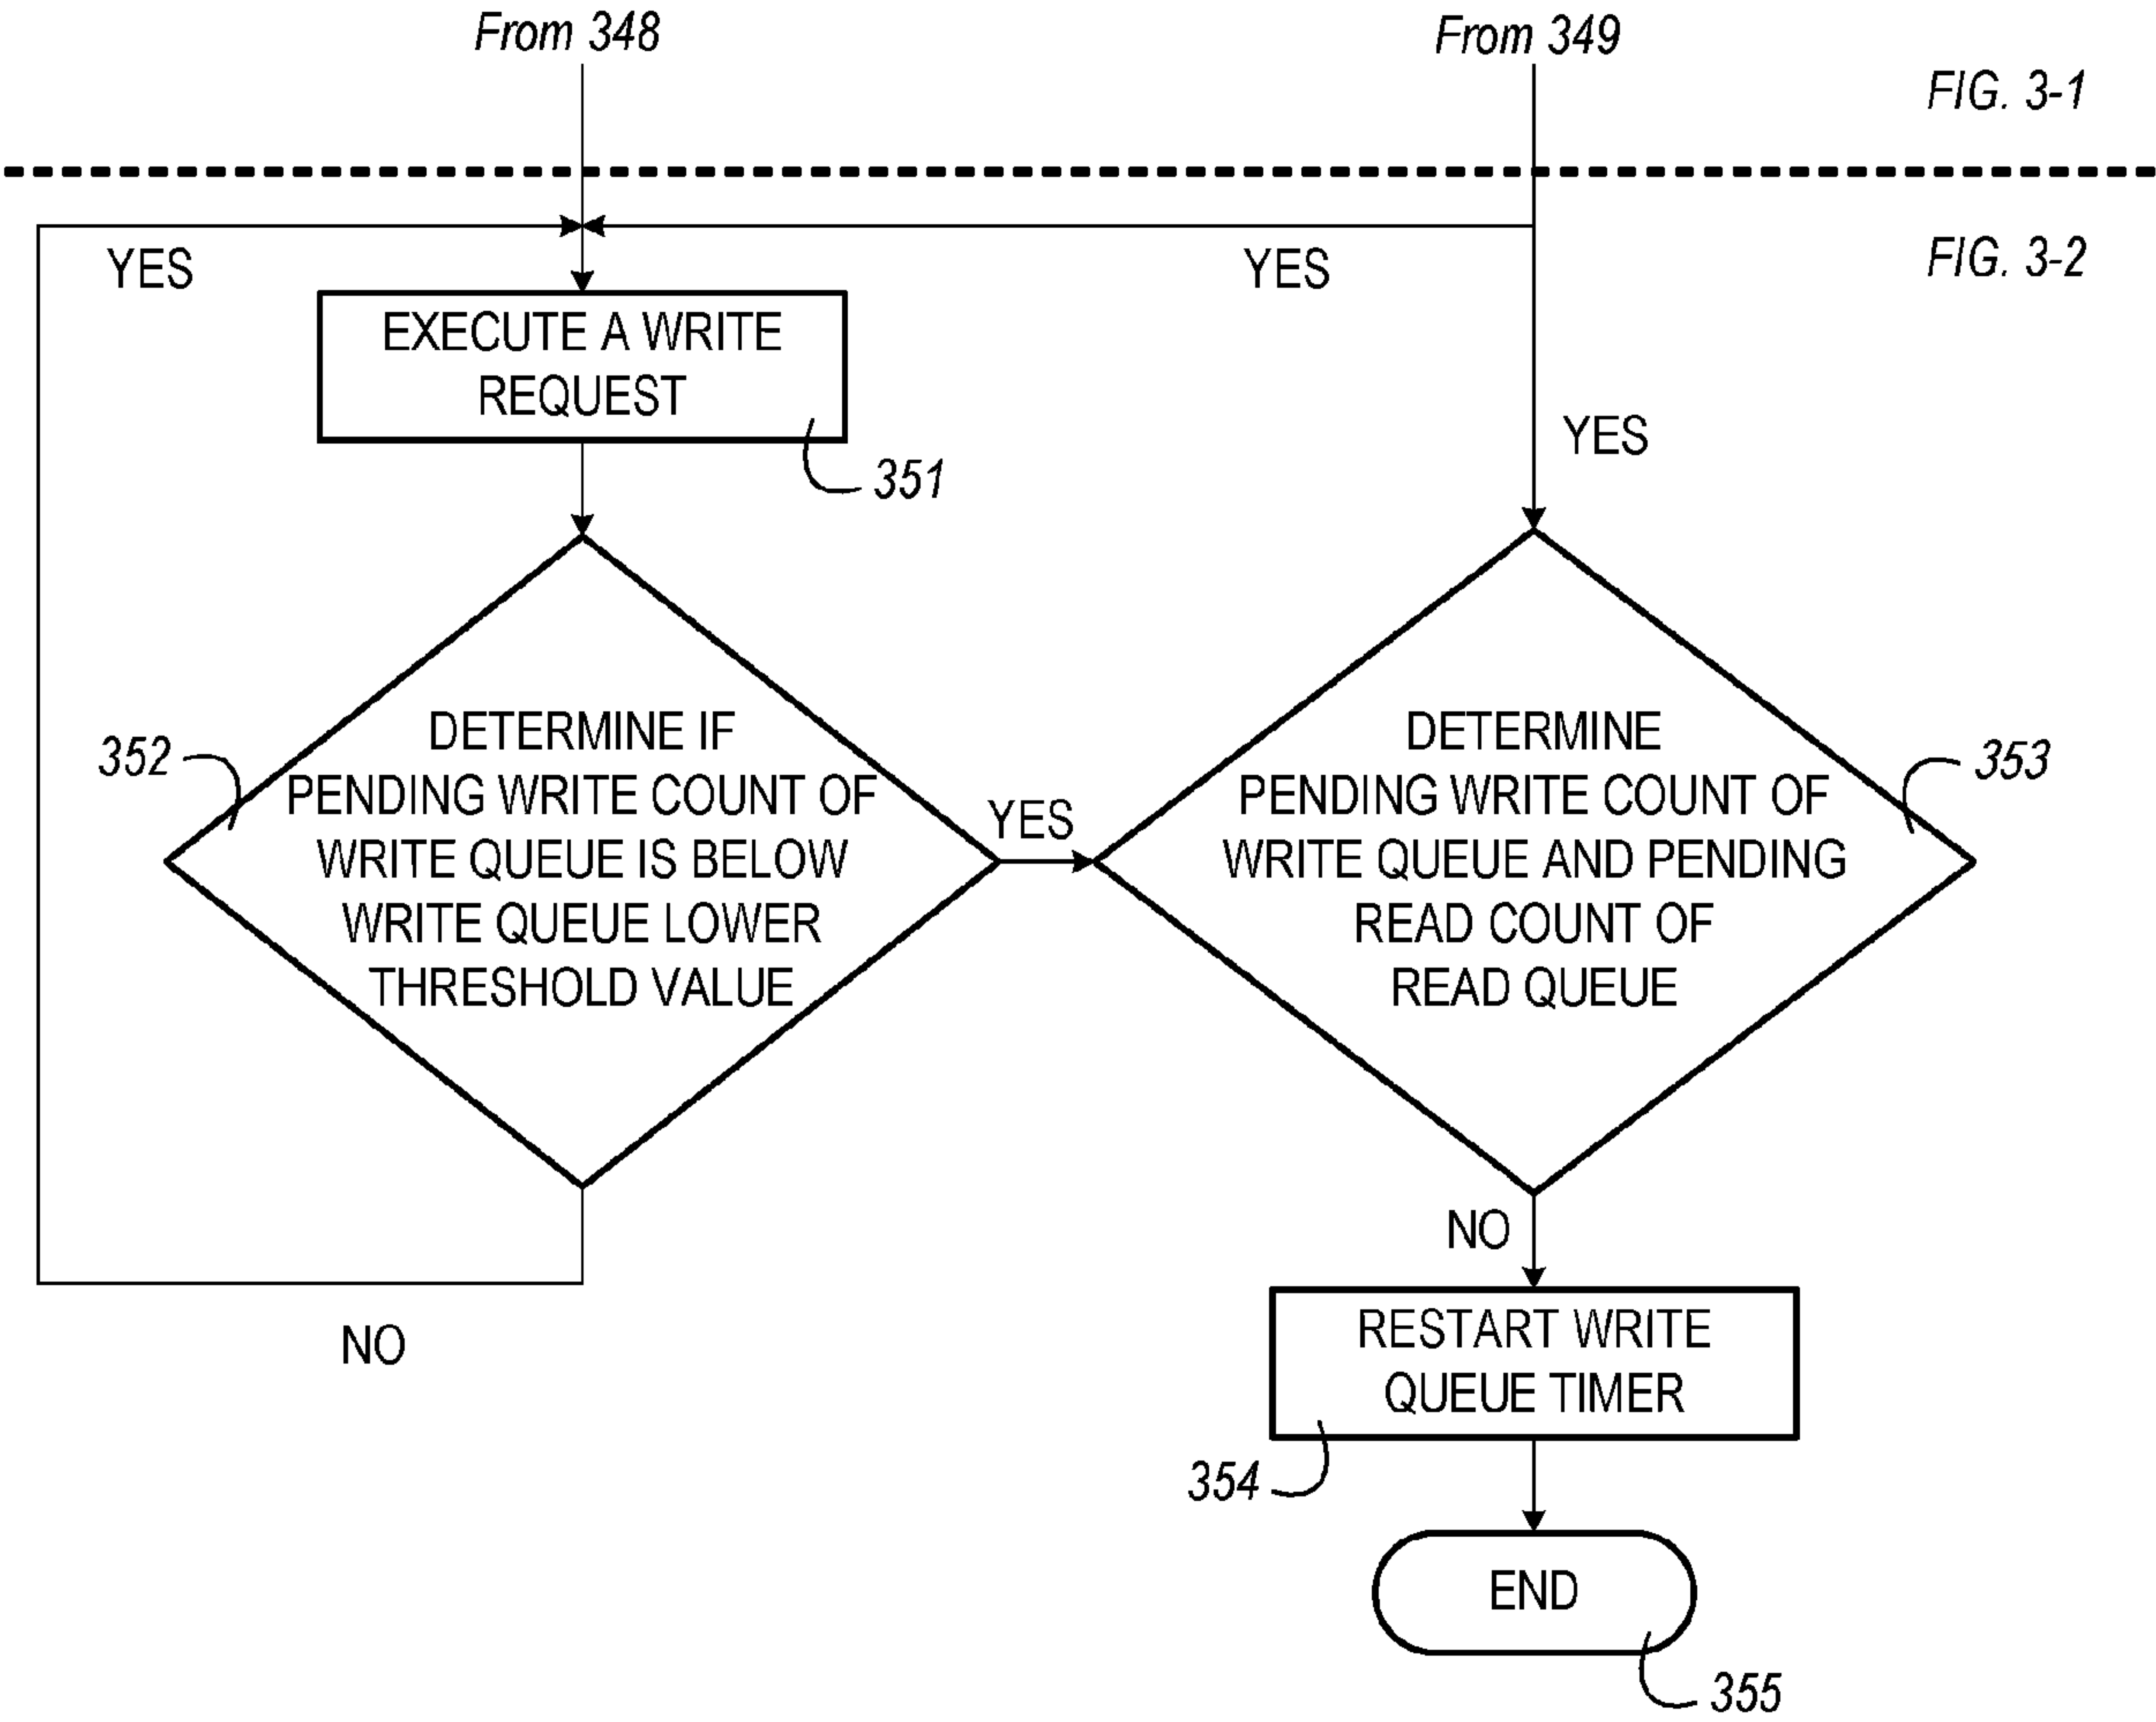 From 348
From 349
FIG. 3-1
FIG. 3-2
YES
YES
EXECUTE A WRITE
REQUEST
351
YES
DETERMINE IF
PENDING WRITE COUNT OF
WRITE QUEUE IS BELOW
WRITE QUEUE LOWER
THRESHOLD VALUE
352
YES
NO
DETERMINE
PENDING WRITE COUNT OF
WRITE QUEUE AND PENDING
READ COUNT OF
READ QUEUE
353
NO
RESTART WRITE
QUEUE TIMER
354
END
355